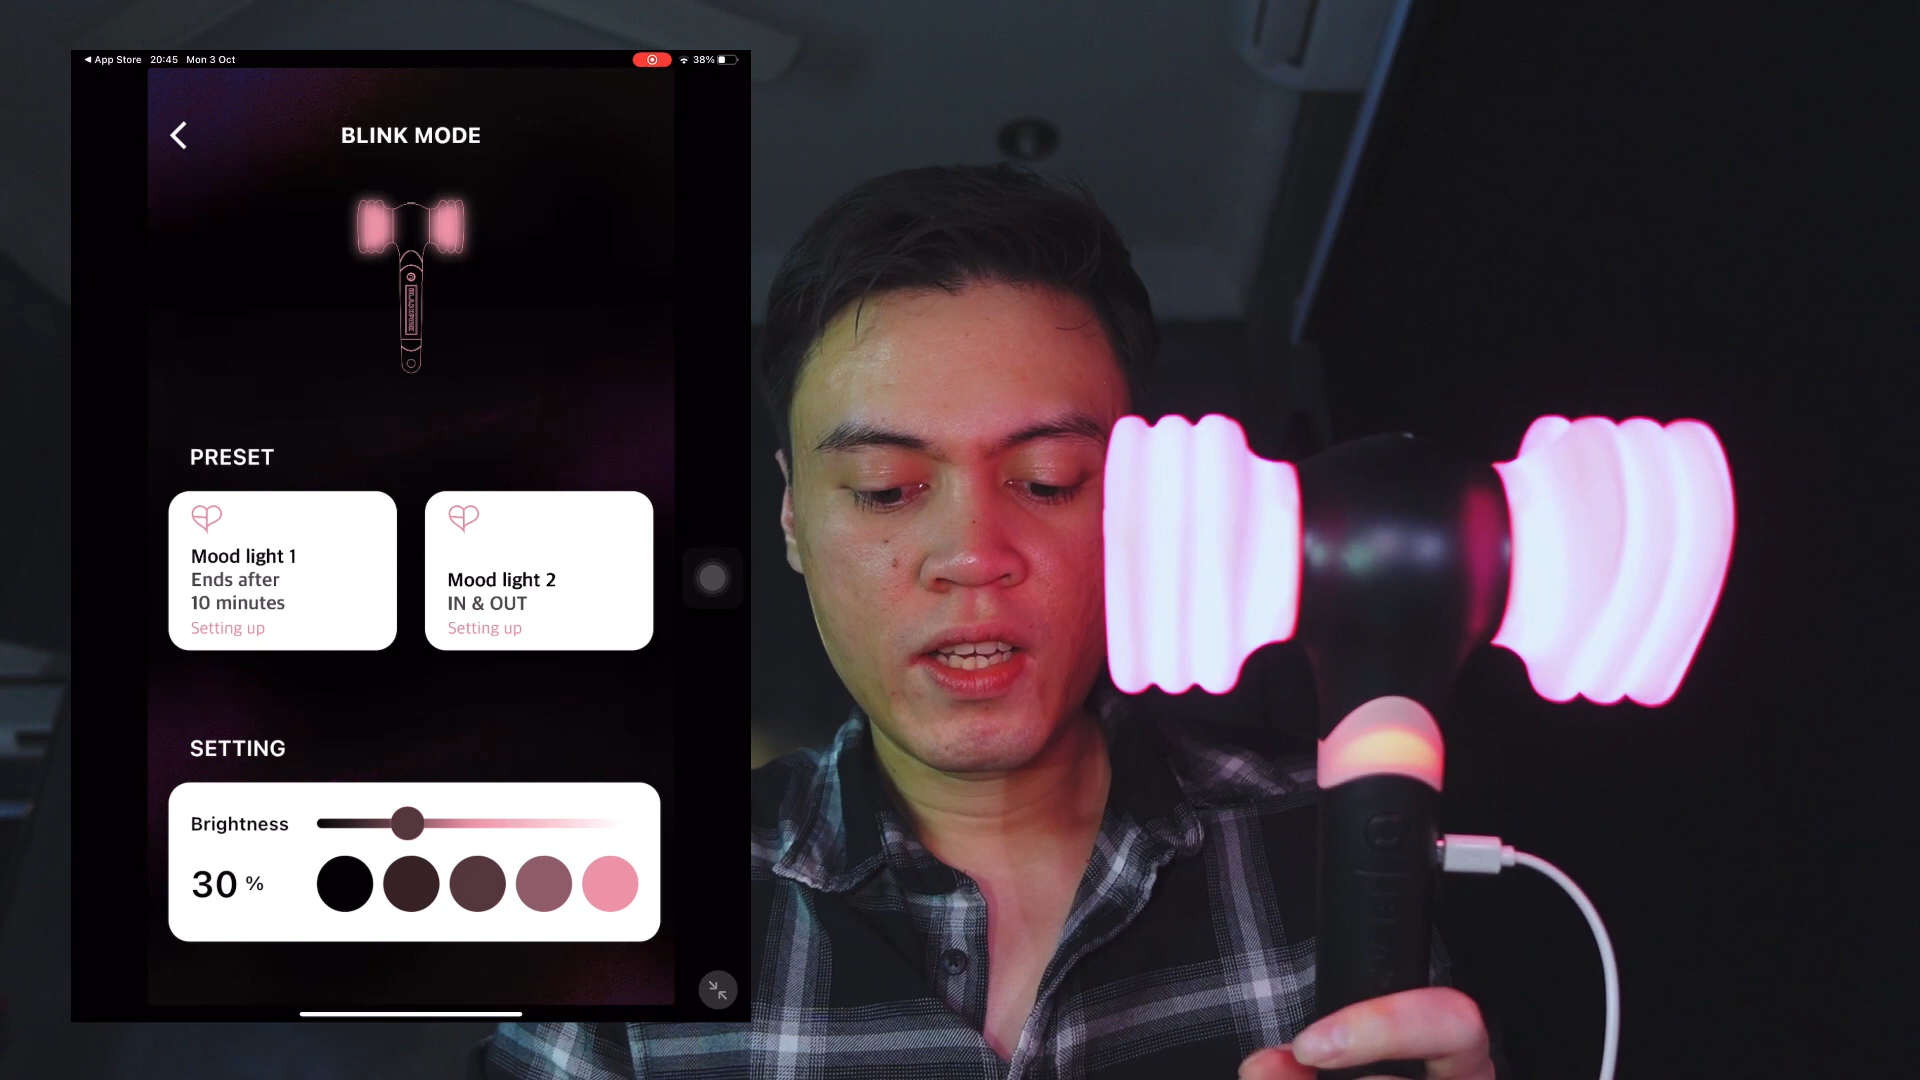 ◀ App Store 20:45 Mon 3 Oct 38%
BLINK MODE
BLACKPINK
PRESET
Mood light 1
Ends after
10 minutes
Setting up
Mood light 2
IN & OUT
Setting up
SETTING
Brightness
30 %